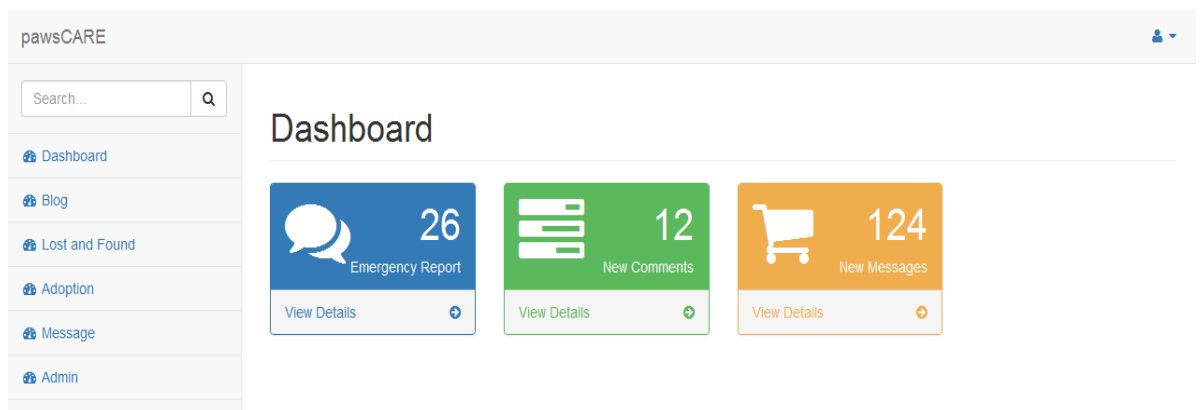 pawsCARE
Search...
Dashboard
Blog
Lost and Found
Adoption
Message
Admin
Dashboard
26
Emergency Report
View Details
12
New Comments
View Details
124
New Messages
View Details